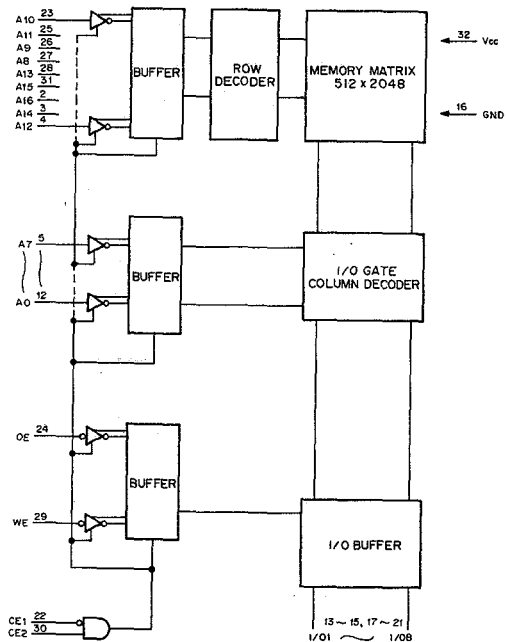 A10 23
A11 25
A9 26
A8 27
A13 28
A15 31
A16 2
A14 3
A12 4
BUFFER
ROW
DECODER
MEMORY MATRIX
512 x 2048
32 Vcc
16 GND
A7 5
A0 12
BUFFER
I/O GATE
COLUMN DECODER
OE 24
WE 29
BUFFER
I/O BUFFER
CE1 22
CE2 30
13 ~ 15, 17 ~ 21
I/O1 ~ I/O8